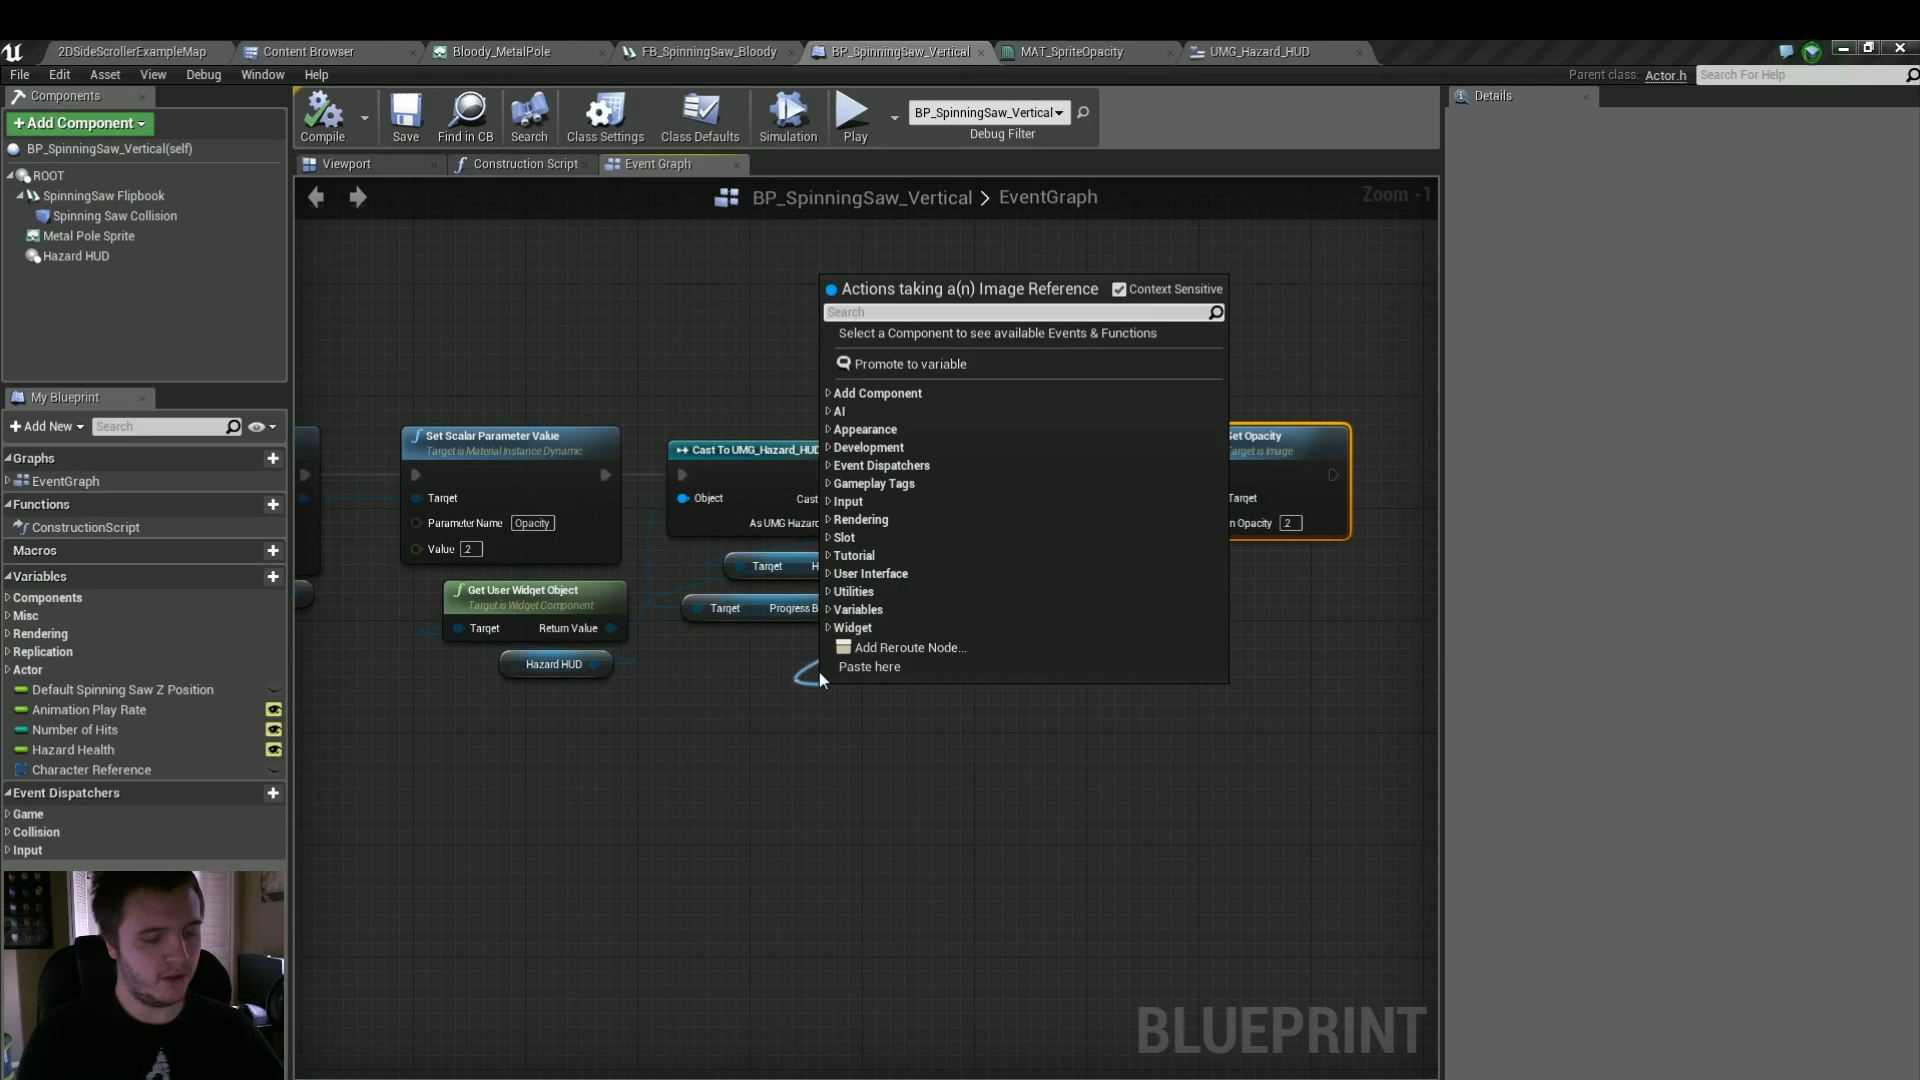 2DSideScrollerExampleMap
Content Browser
Bloody_MetalPole
FB_SpinningSaw_Bloody
BP_SpinningSaw_Vertical
MAT_SpriteOpacity
UMG_Hazard_HUD
File Edit Asset View Debug Window Help
Parent class: Actor.h
Search For Help
Components
Details
+ Add Component
Compile
Save
Find in CB
Search
Class Settings
Class Defaults
Simulation
Play
BP_SpinningSaw_Vertical
Debug Filter
BP_SpinningSaw_Vertical(self)
ROOT
SpinningSaw Flipbook
Spinning Saw Collision
Metal Pole Sprite
Hazard HUD
Viewport
Construction Script
Event Graph
BP_SpinningSaw_Vertical > EventGraph
Zoom -1
My Blueprint
+ Add New
Search
Graphs
EventGraph
Functions
ConstructionScript
Macros
Variables
Components
Misc
Rendering
Replication
Actor
Default Spinning Saw Z Position
Animation Play Rate
Number of Hits
Hazard Health
Character Reference
Event Dispatchers
Game
Collision
Input
Set Scalar Parameter Value
Target is Material Instance Dynamic
Target
Parameter Name Opacity
Value .2
Get User Widget Object
Target is Widget Component
Target Return Value
Hazard HUD
Cast To UMG_Hazard_HUD
Object
As UMG Hazar
Target
Target Progress B
Actions taking a(n) Image Reference
Context Sensitive
Search
Select a Component to see available Events & Functions
Promote to variable
Add Component
AI
Appearance
Development
Event Dispatchers
Gameplay Tags
Input
Rendering
Slot
Tutorial
User Interface
Utilities
Variables
Widget
Add Reroute Node...
Paste here
Set Opacity
Target is Image
Target
n Opacity .2
BLUEPRINT